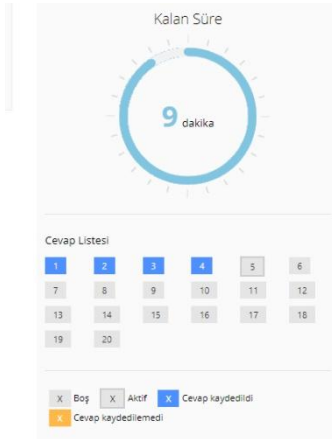 Kalan Süre
9 dakika
Cevap Listesi
1 2 3 4 5 6
7 8 9 10 11 12
13 14 15 16 17 18
19 20
X Boş X Aktif X Cevap kaydedildi
X Cevap kaydedilemedi